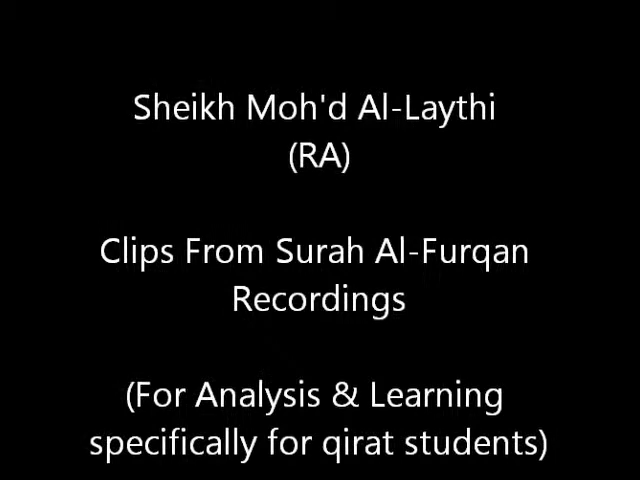 Sheikh Moh'd Al-Laythi
(RA)
Clips From Surah Al-Furqan
Recordings
(For Analysis & Learning
specifically for qirat students)